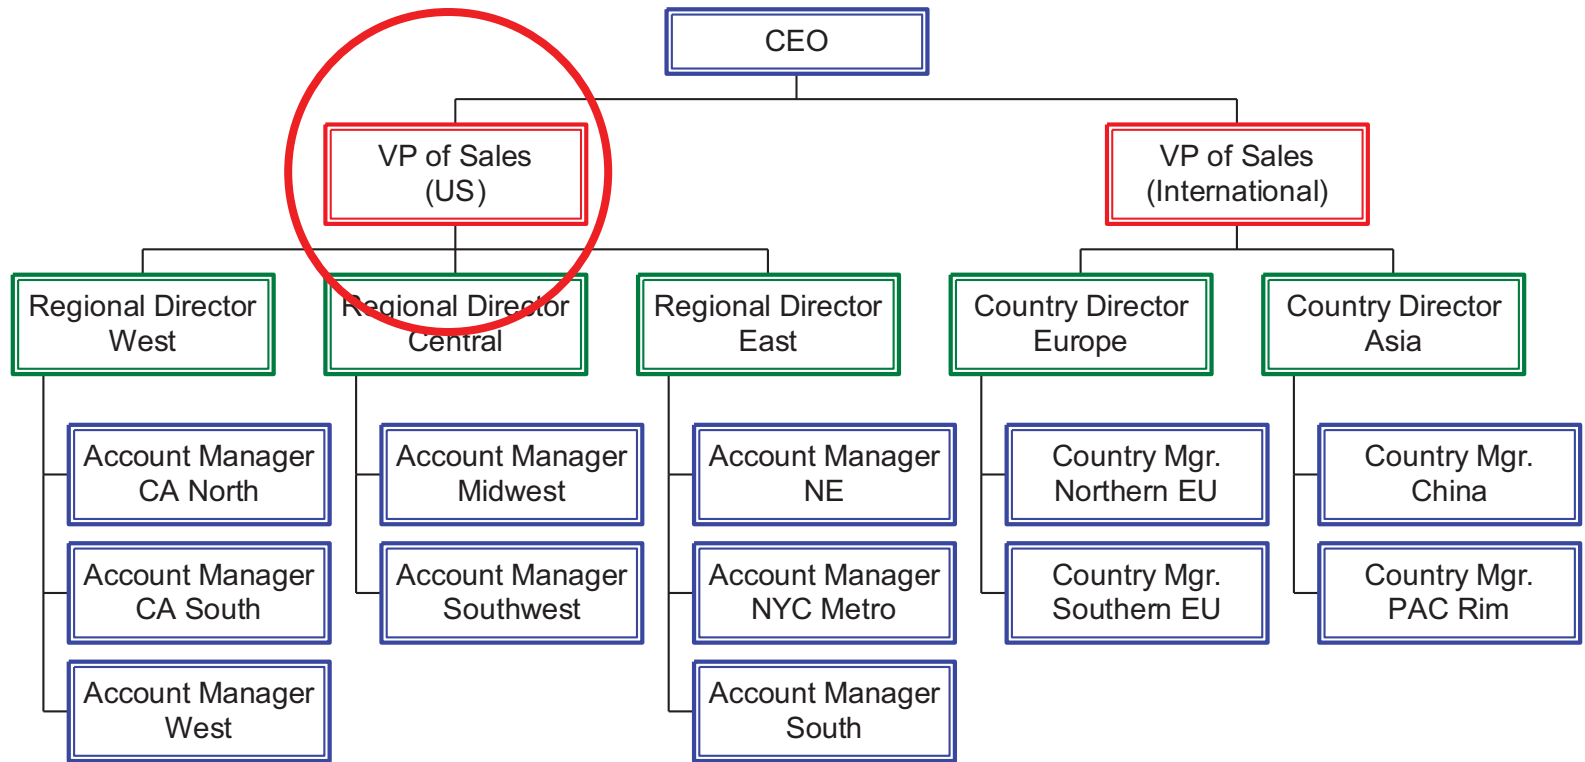 CEO
VP of Sales
(US)
VP of Sales
(International)
Regional Director
West
Regional Director
Central
Regional Director
East
Country Director
Europe
Country Director
Asia
Account Manager
CA North
Account Manager
Midwest
Account Manager
NE
Country Mgr.
Northern EU
Country Mgr.
China
Account Manager
CA South
Account Manager
Southwest
Account Manager
NYC Metro
Country Mgr.
Southern EU
Country Mgr.
PAC Rim
Account Manager
West
Account Manager
South